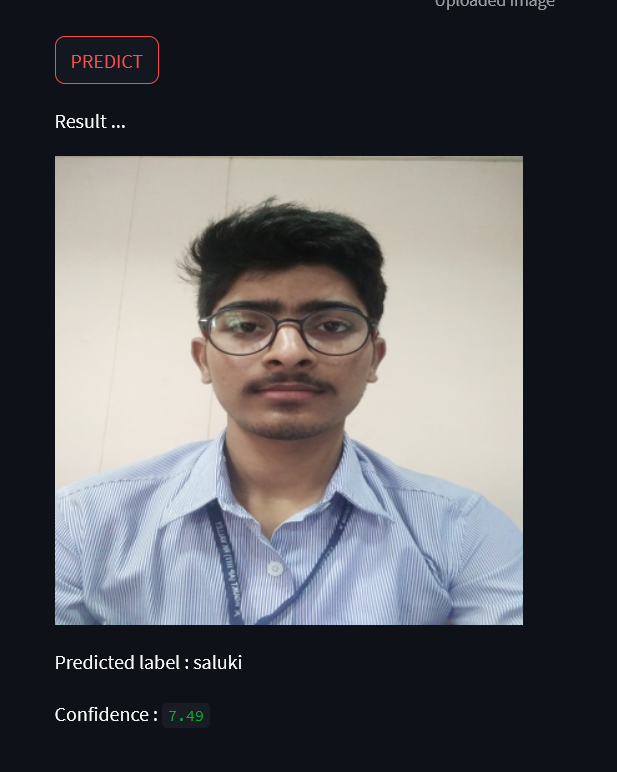 Uploaded Image
PREDICT
Result ...
Predicted label : saluki
Confidence : 7.49